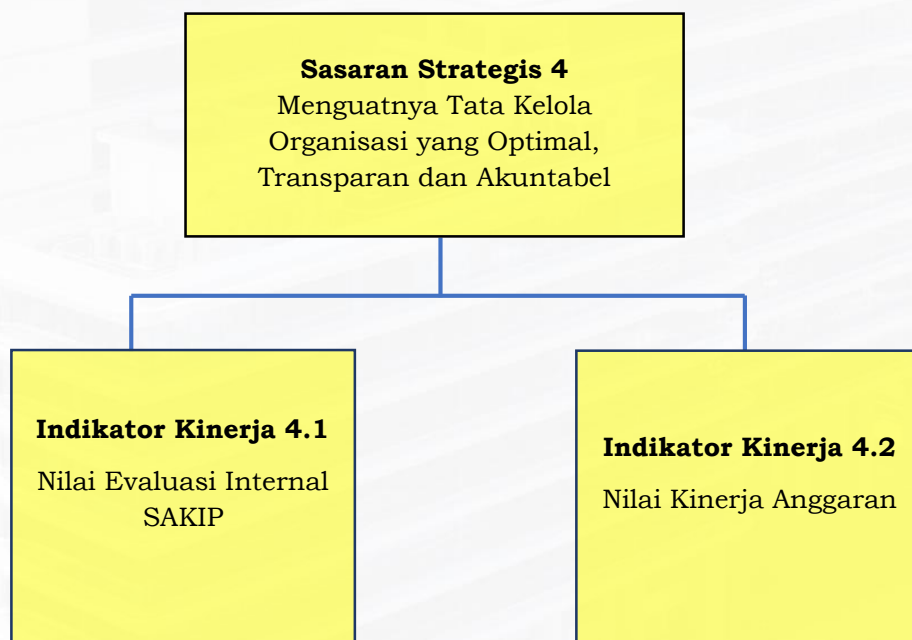 Sasaran Strategis 4
Menguatnya Tata Kelola
Organisasi yang Optimal,
Transparan dan Akuntabel
Indikator Kinerja 4.1
Nilai Evaluasi Internal
SAKIP
Indikator Kinerja 4.2
Nilai Kinerja Anggaran